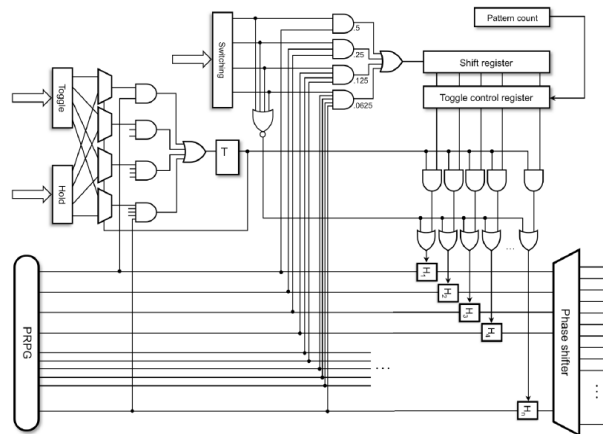 Pattern count
Switching
.5
.25
.125
.0625
Shift register
Toggle control register
Toggle
Hold
T
H1
H2
H3
H4
Hn
...
...
PRPG
Phase shifter
...